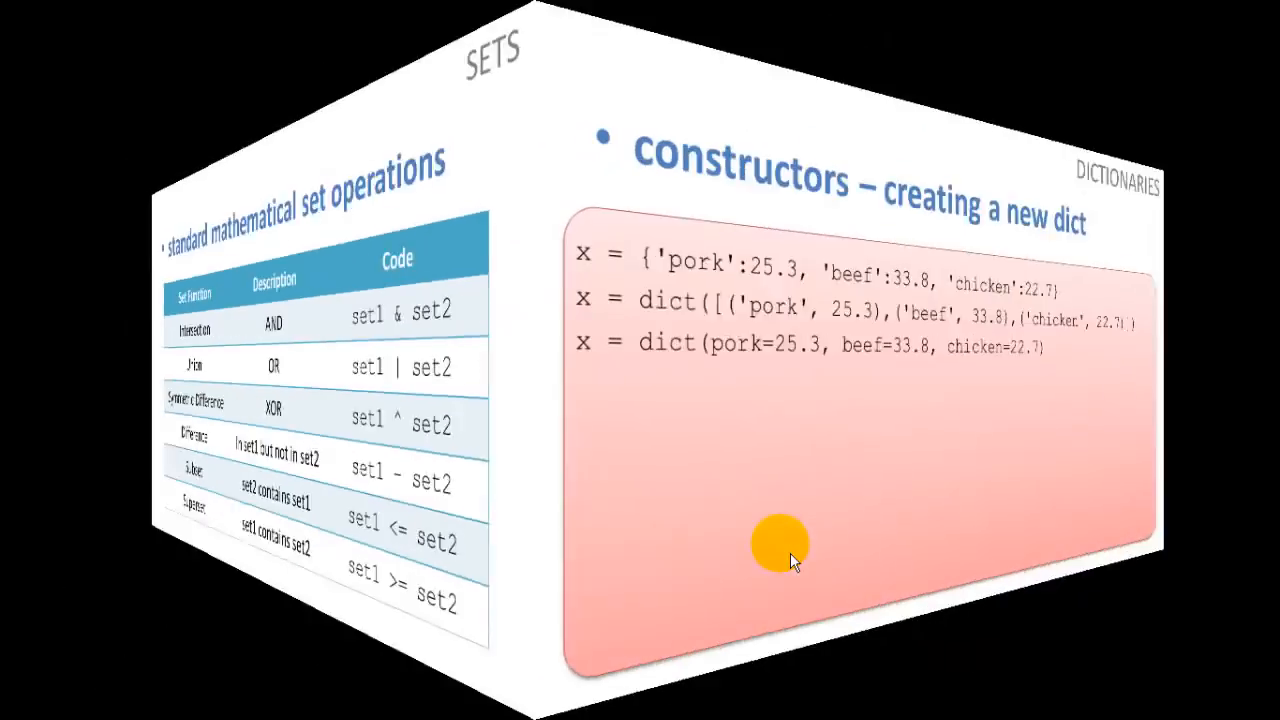 SETS
• standard mathematical set operations
Set Function Description Code
Intersection AND set1 & set2
Union OR set1 | set2
Symmetric Difference XOR set1 ^ set2
Difference In set1 but not in set2 set1 - set2
Subset set2 contains set1 set1 <= set2
Superset set1 contains set2 set1 >= set2
DICTIONARIES
• constructors – creating a new dict
x = {'pork':25.3, 'beef':33.8, 'chicken':22.7}
x = dict([('pork', 25.3),('beef', 33.8),('chicken', 22.7)])
x = dict(pork=25.3, beef=33.8, chicken=22.7)